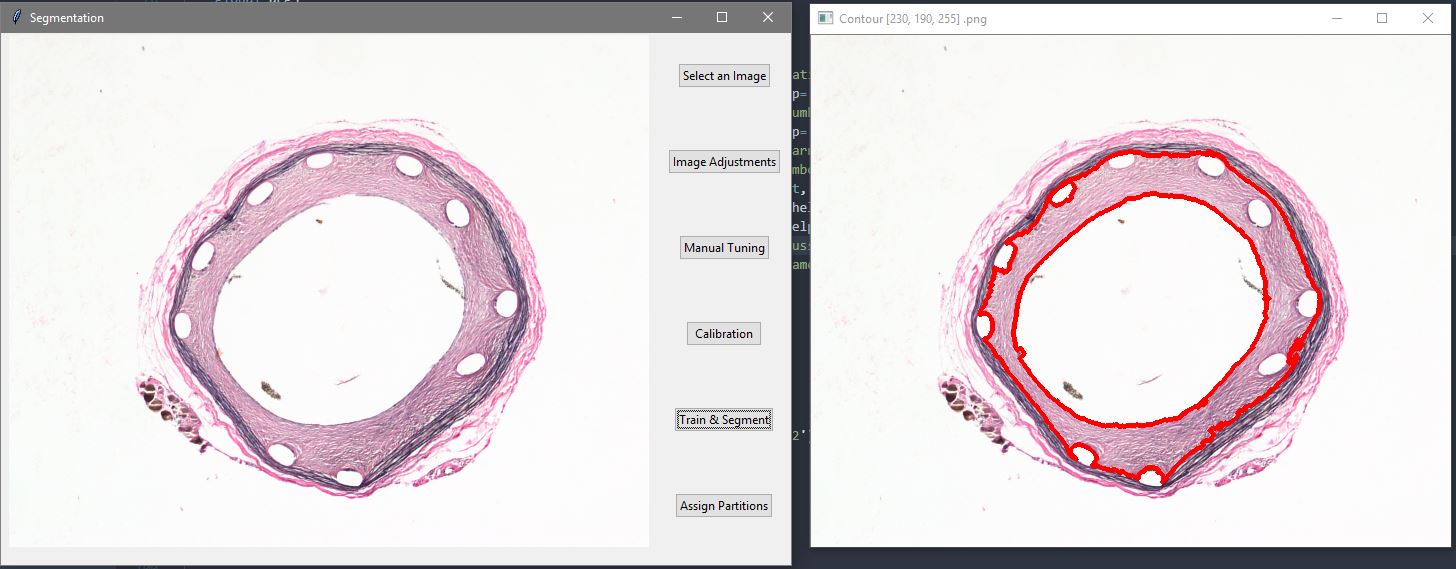 Segmentation
Select an Image
Image Adjustments
Manual Tuning
Calibration
Train & Segment
Assign Partitions
Contour [230, 190, 255] .png
p=
p=
t,